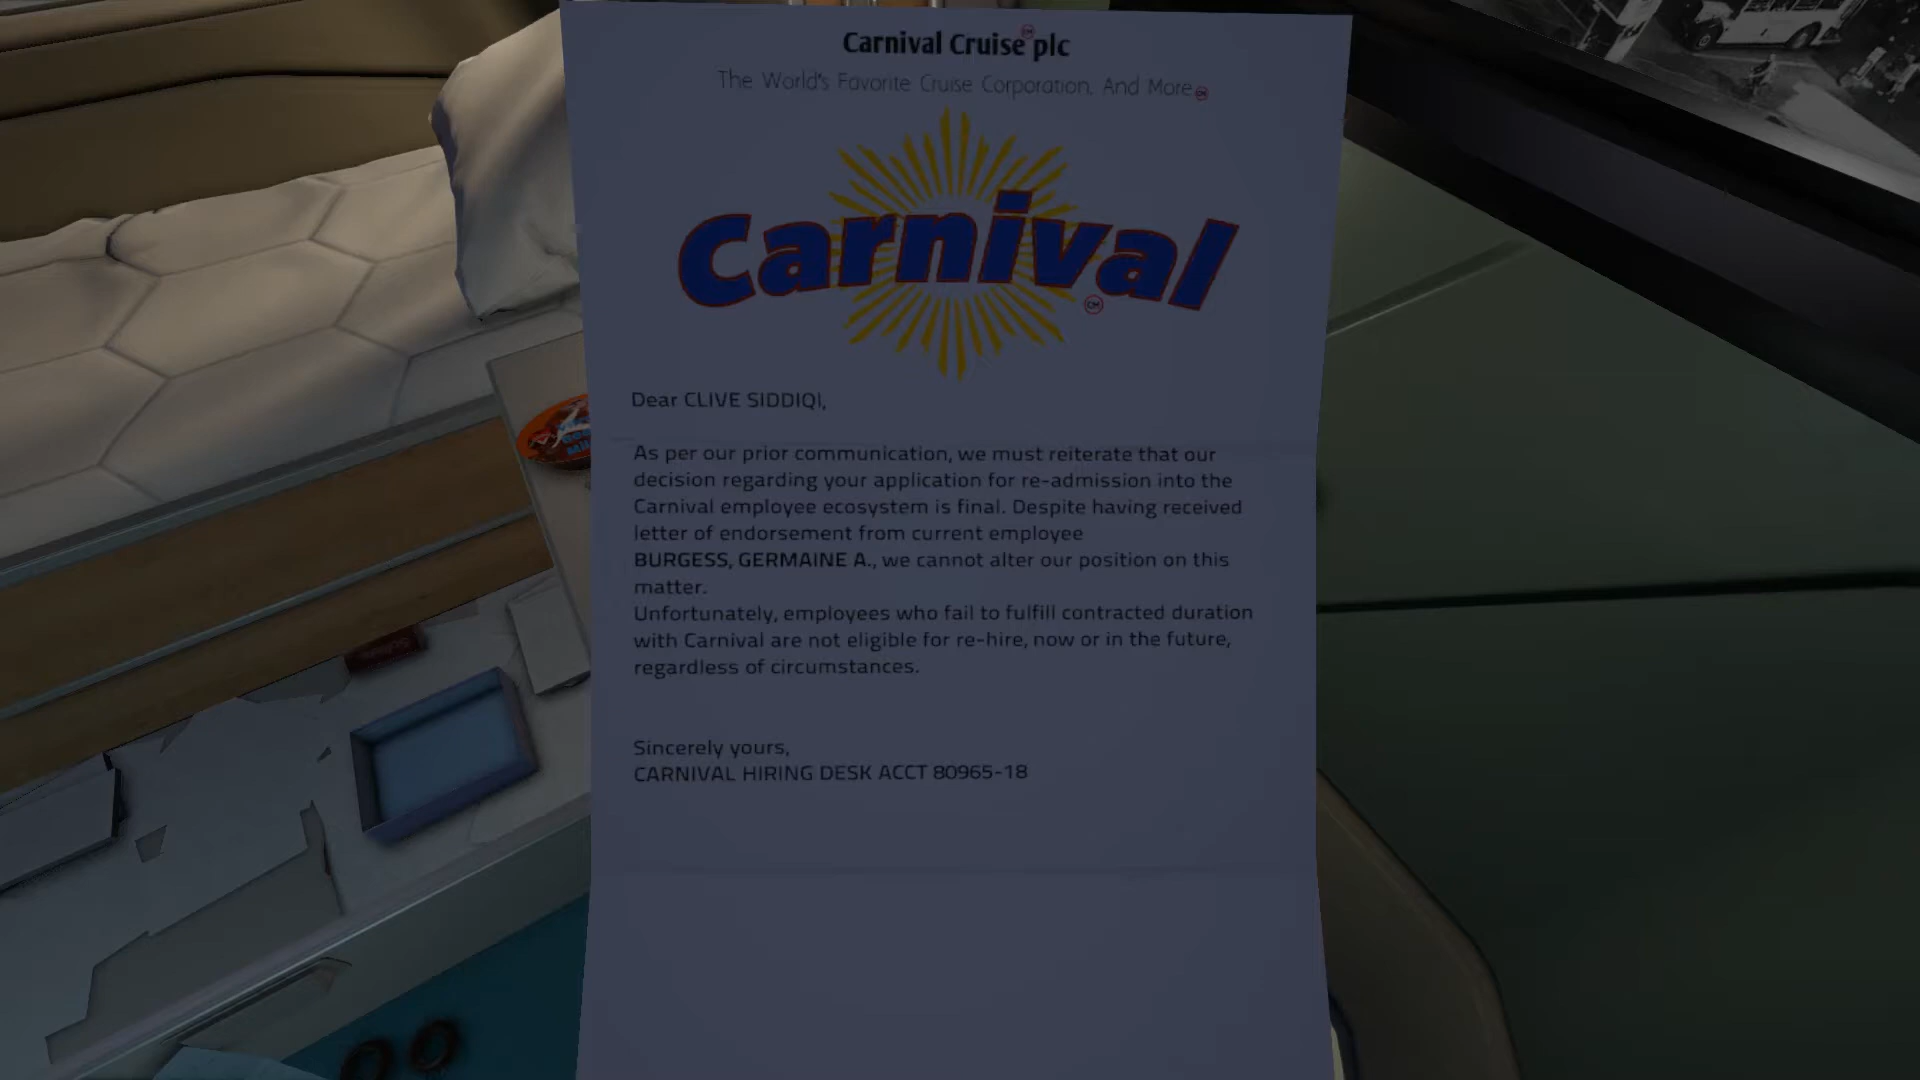 Carnival Cruise plc
The World's Favorite Cruise Corporation, And More
Carnival
CM
Dear CLIVE SIDDIQI,
As per our prior communication, we must reiterate that our
decision regarding your application for re-admission into the
Carnival employee ecosystem is final. Despite having received
letter of endorsement from current employee
BURGESS, GERMAINE A., we cannot alter our position on this
matter.
Unfortunately, employees who fail to fulfill contracted duration
with Carnival are not eligible for re-hire, now or in the future,
regardless of circumstances.
Sincerely yours,
CARNIVAL HIRING DESK ACCT 80965-18